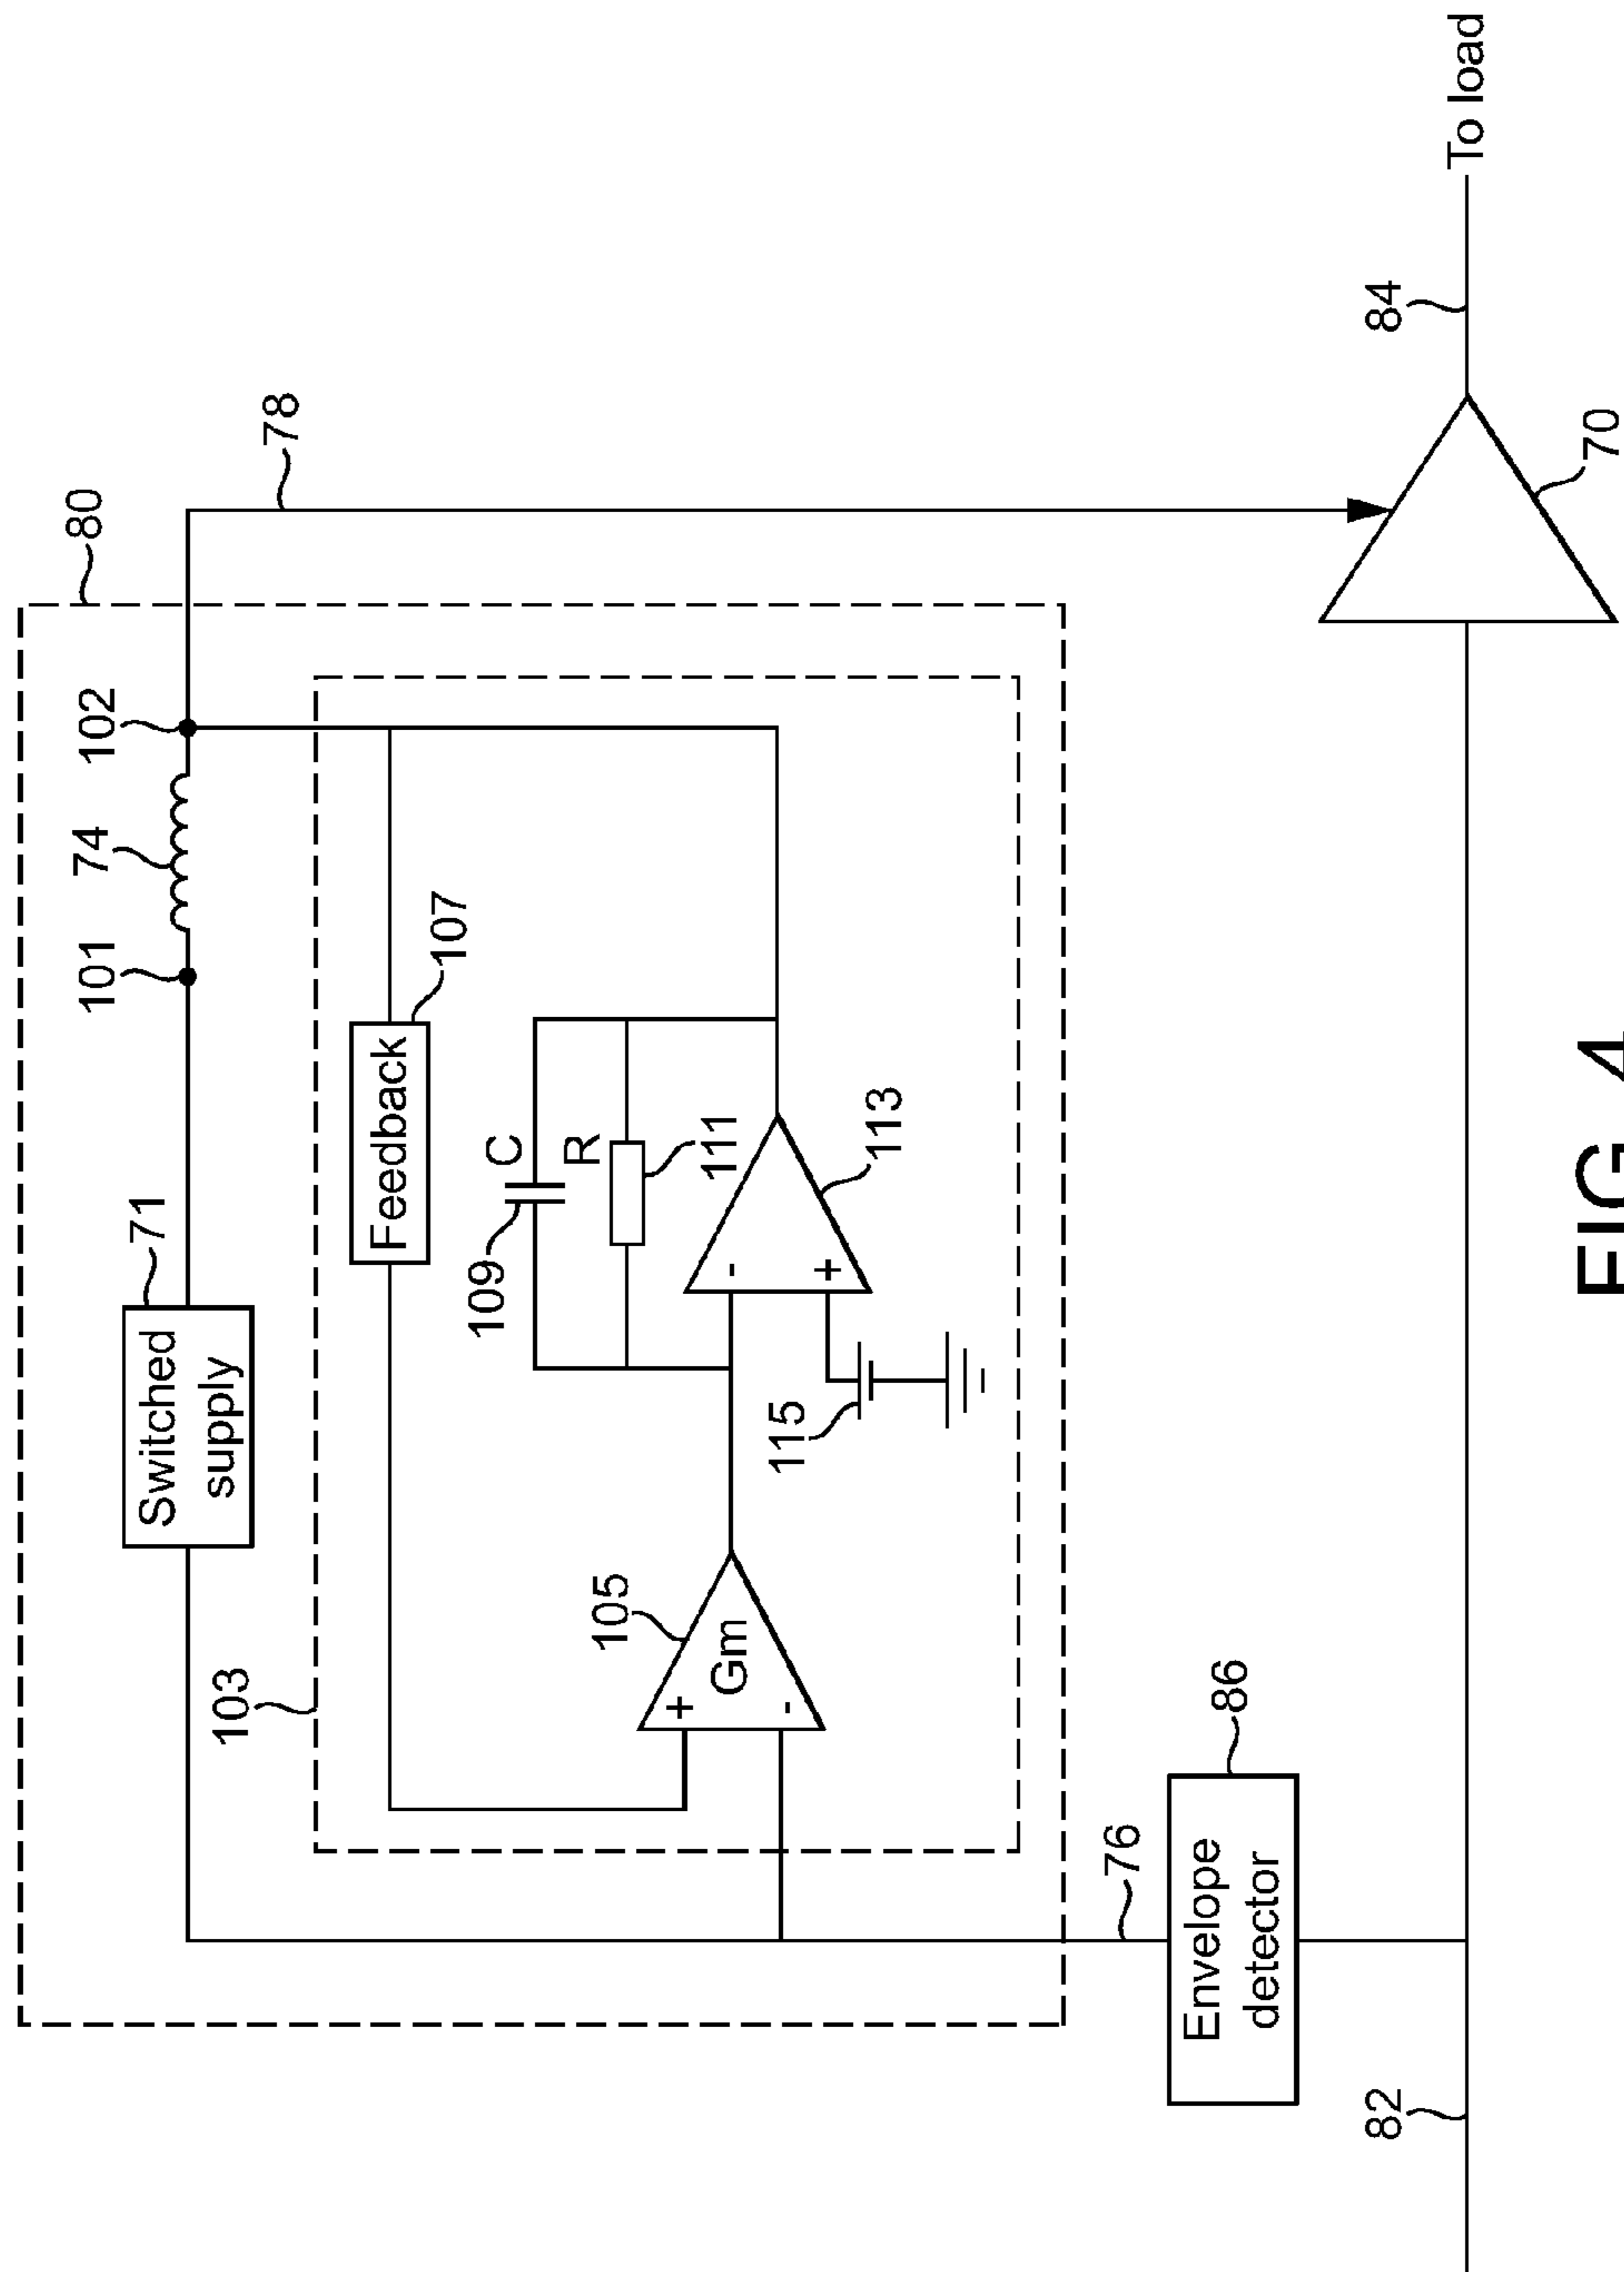 80
78
101
74
102
71
Switched
supply
103
Feedback
107
C
109
R
111
105
Gm
+
-
-
+
113
115
76
Envelope
detector
86
82
84
To load
70
FIG 4